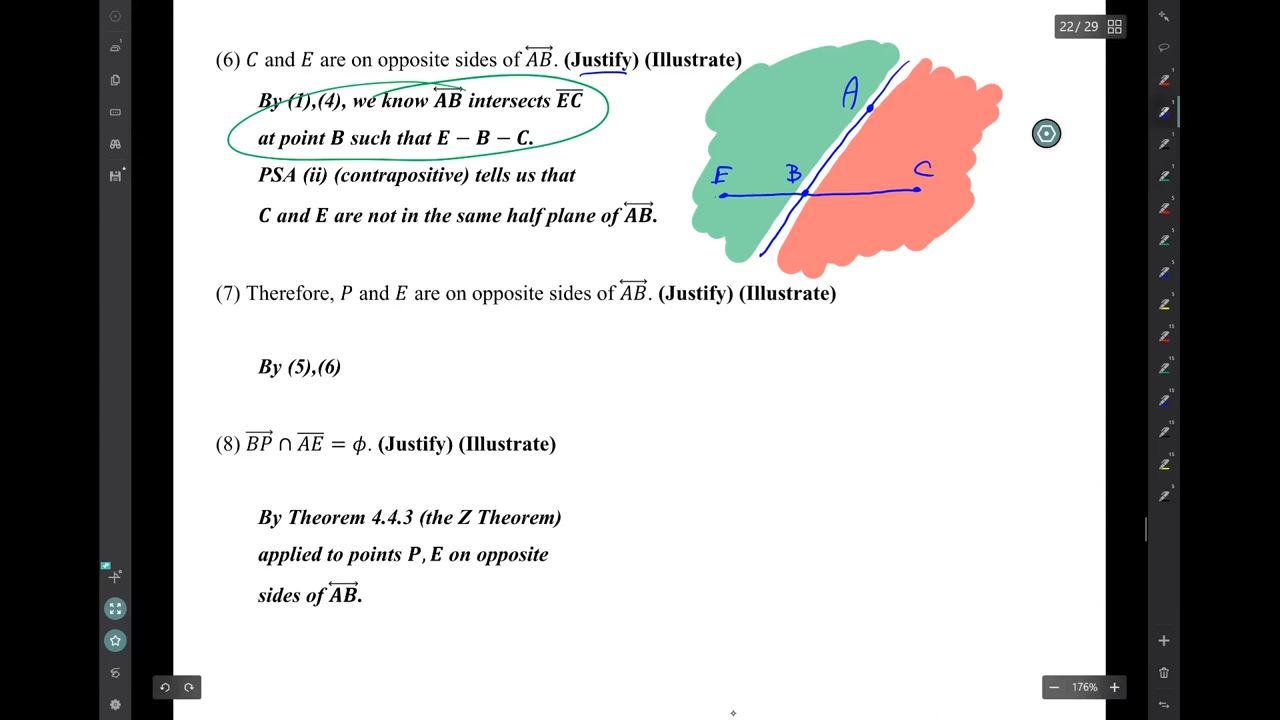 22 / 29
(6) C and E are on opposite sides of AB. (Justify) (Illustrate)
By (1),(4), we know AB intersects EC
at point B such that E − B − C.
PSA (ii) (contrapositive) tells us that
C and E are not in the same half plane of AB.
A
E B C
(7) Therefore, P and E are on opposite sides of AB. (Justify) (Illustrate)
By (5),(6)
(8) BP ∩ AE = ϕ. (Justify) (Illustrate)
By Theorem 4.4.3 (the Z Theorem)
applied to points P, E on opposite
sides of AB.
176%